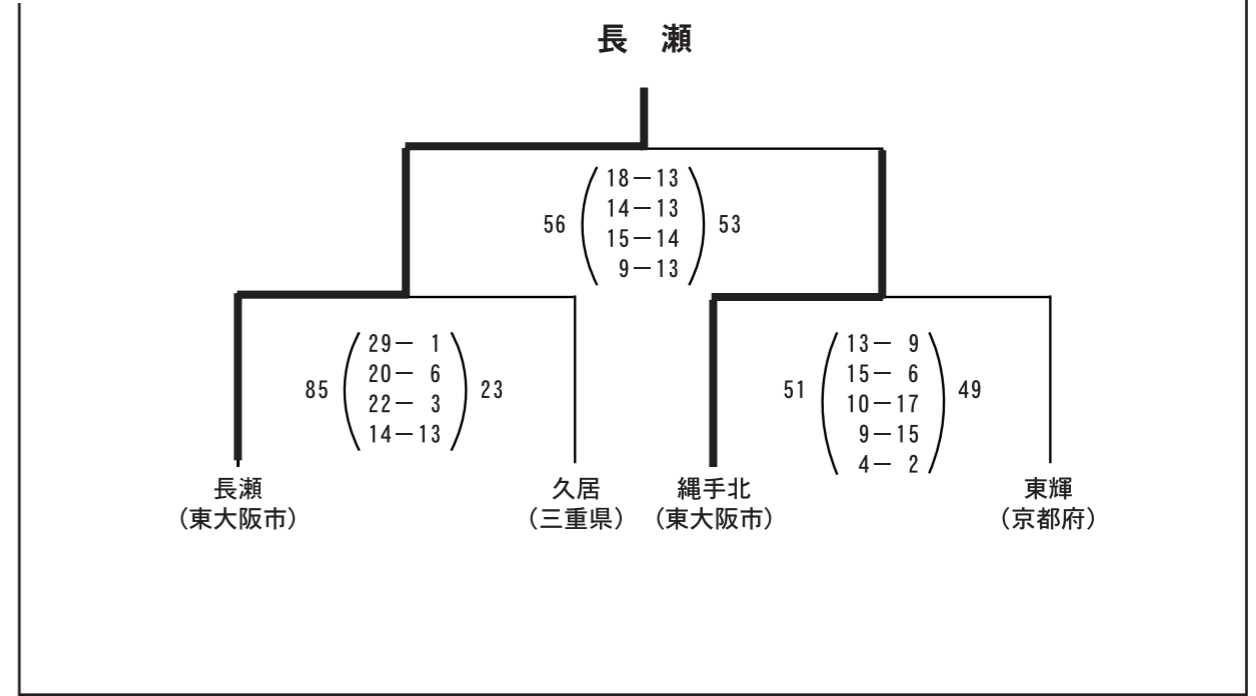 長　瀬
18－13
14－13
56 15－14 53
9－13
29－ 1
20－ 6
85 22－ 3 23
14－13
13－ 9
15－ 6
51 10－17 49
9－15
4－ 2
長瀬 久居 縄手北 東輝
（東大阪市） （三重県） （東大阪市） （京都府）